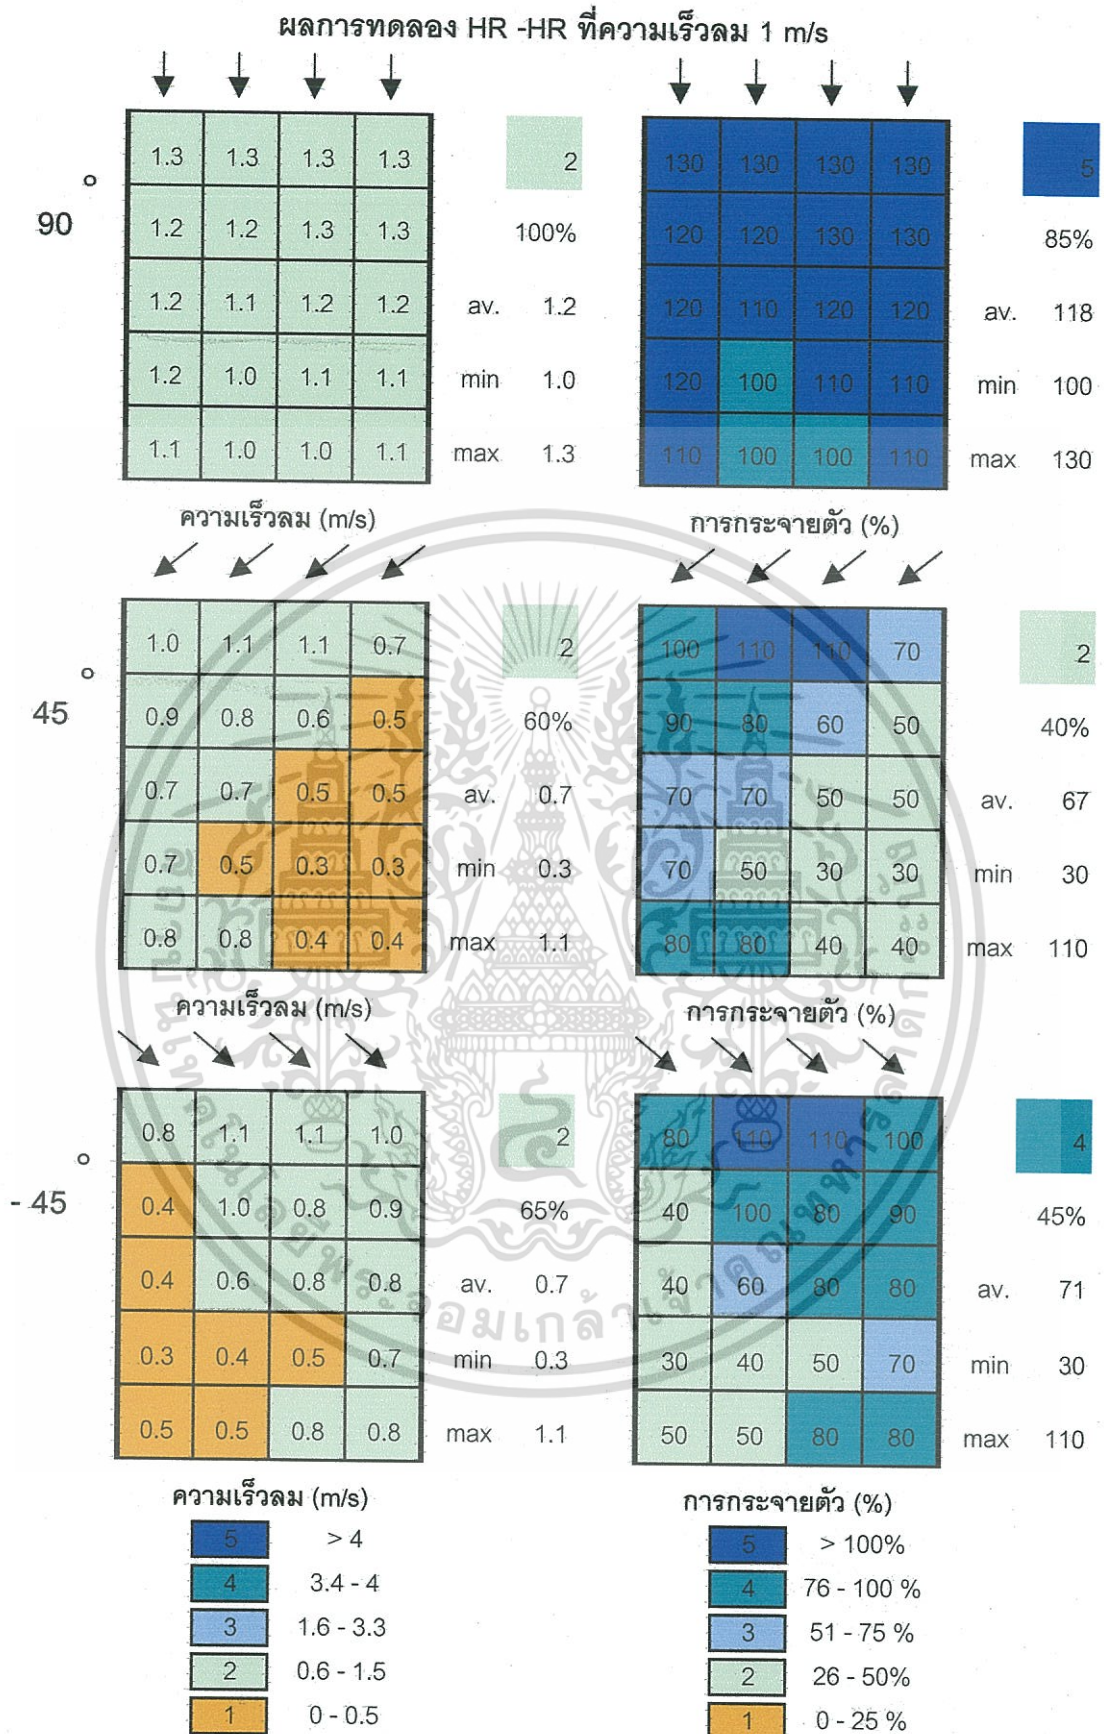 ผลการทดลอง HR -HR ที่ความเร็วลม 1 m/s
90 °
1.3 1.3 1.3 1.3 2
1.2 1.2 1.3 1.3 100%
1.2 1.1 1.2 1.2 av. 1.2
1.2 1.0 1.1 1.1 min 1.0
1.1 1.0 1.0 1.1 max 1.3
ความเร็วลม (m/s)
130 130 130 130 5
120 120 130 130 85%
120 110 120 120 av. 118
120 100 110 110 min 100
110 100 100 110 max 130
การกระจายตัว (%)
45 °
1.0 1.1 1.1 0.7 2
0.9 0.8 0.6 0.5 60%
0.7 0.7 0.5 0.5 av. 0.7
0.7 0.5 0.3 0.3 min 0.3
0.8 0.8 0.4 0.4 max 1.1
ความเร็วลม (m/s)
100 110 110 70 2
90 80 60 50 40%
70 70 50 50 av. 67
70 50 30 30 min 30
80 80 40 40 max 110
การกระจายตัว (%)
- 45 °
0.8 1.1 1.1 1.0 2
0.4 1.0 0.8 0.9 65%
0.4 0.6 0.8 0.8 av. 0.7
0.3 0.4 0.5 0.7 min 0.3
0.5 0.5 0.8 0.8 max 1.1
ความเร็วลม (m/s)
80 110 110 100 4
40 100 80 90 45%
40 60 80 80 av. 71
30 40 50 70 min 30
50 50 80 80 max 110
การกระจายตัว (%)
5 > 4
4 3.4 - 4
3 1.6 - 3.3
2 0.6 - 1.5
1 0 - 0.5
5 > 100%
4 76 - 100 %
3 51 - 75 %
2 26 - 50%
1 0 - 25 %